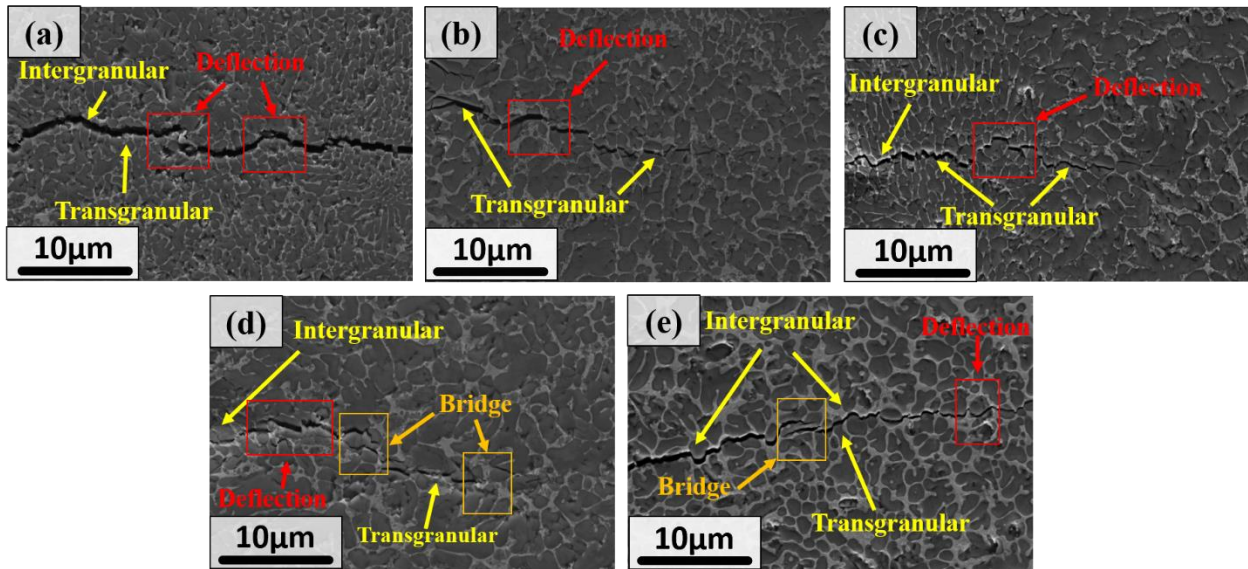 (a)
Intergranular
Deflection
Transgranular
10μm
(b)
Deflection
Transgranular
10μm
(c)
Intergranular
Deflection
Transgranular
10μm
(d)
Intergranular
Bridge
Deflection
Transgranular
10μm
(e)
Intergranular
Deflection
Bridge
Transgranular
10μm